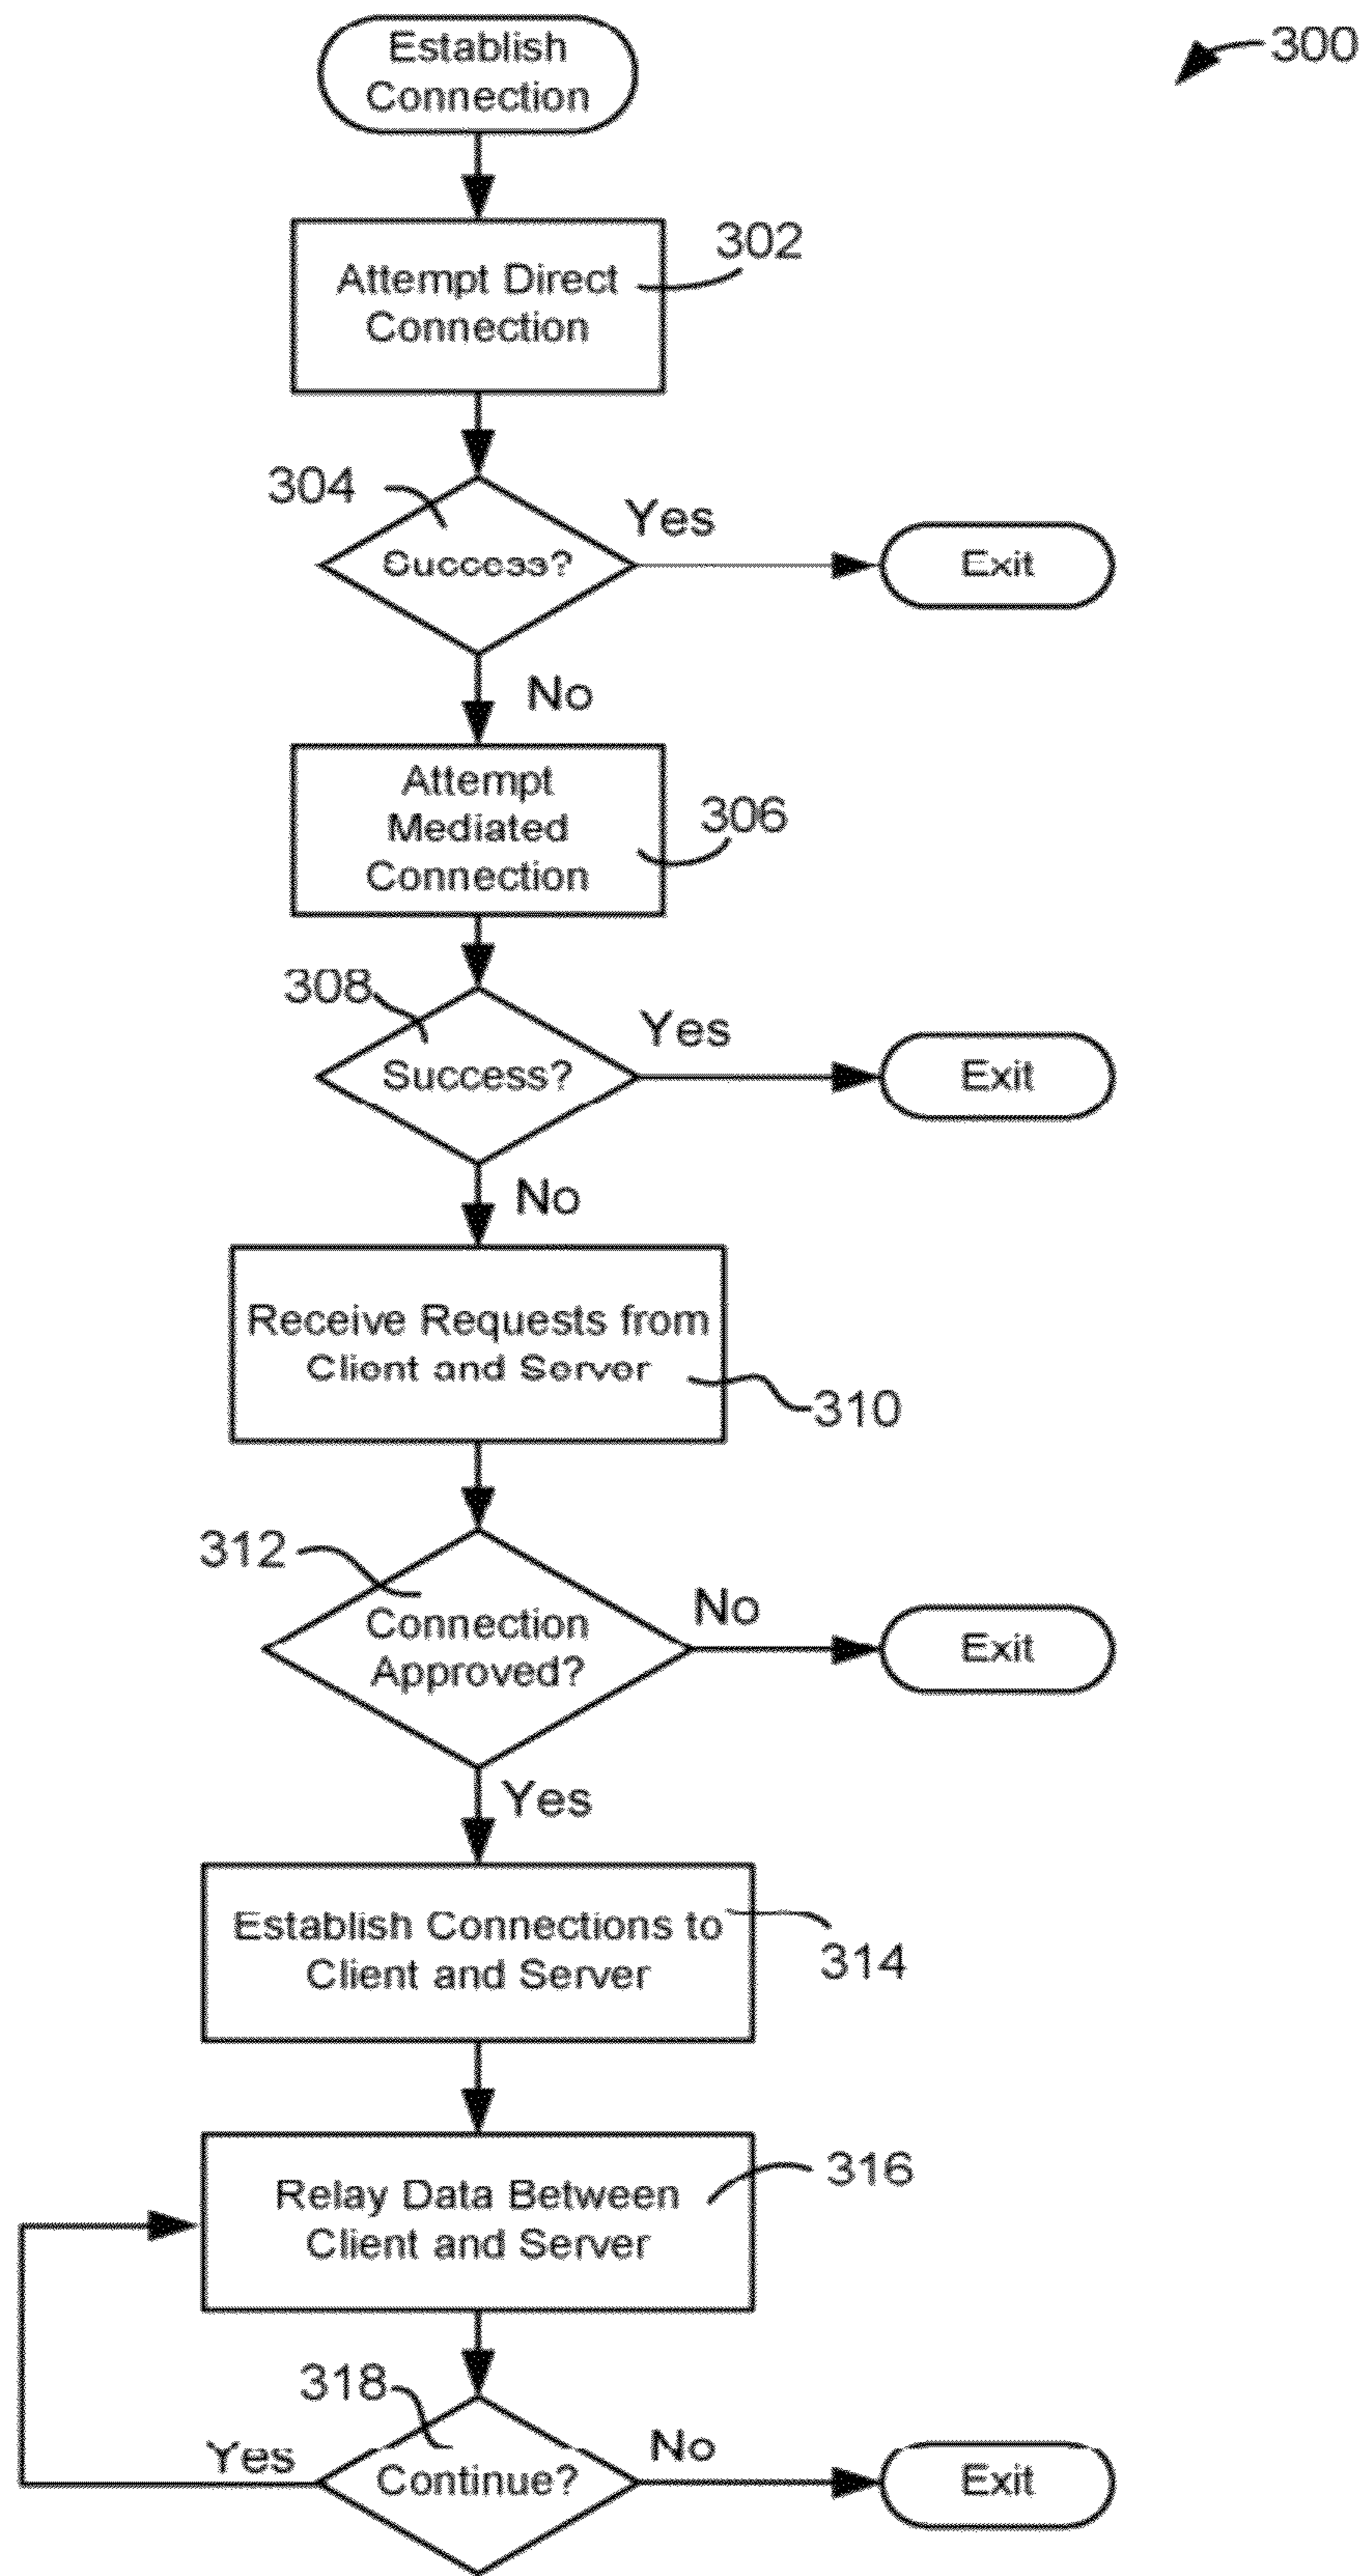 Establish
Connection
300
Attempt Direct
Connection
302
304
Success?
Yes
Exit
No
Attempt
Mediated
Connection
306
308
Success?
Yes
Exit
No
Receive Requests from
Client and Server
310
312
Connection
Approved?
No
Exit
Yes
Establish Connections to
Client and Server
314
Relay Data Between
Client and Server
316
318
Continue?
Yes
No
Exit